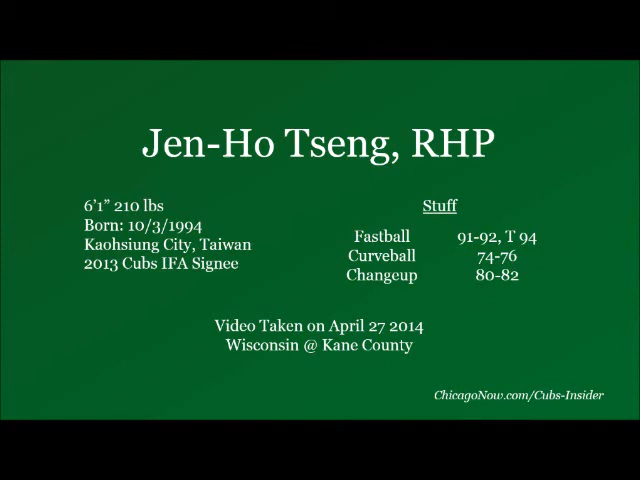 Jen-Ho Tseng, RHP
6’1” 210 lbs
Born: 10/3/1994
Kaohsiung City, Taiwan
2013 Cubs IFA Signee
Stuff
Fastball 91-92, T 94
Curveball 74-76
Changeup 80-82
Video Taken on April 27 2014
Wisconsin @ Kane County
ChicagoNow.com/Cubs-Insider